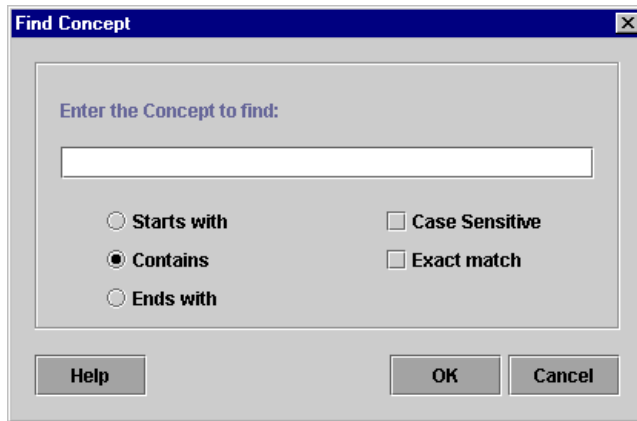 Find Concept
Enter the Concept to find:
Starts with
Case Sensitive
Contains
Exact match
Ends with
Help
OK
Cancel